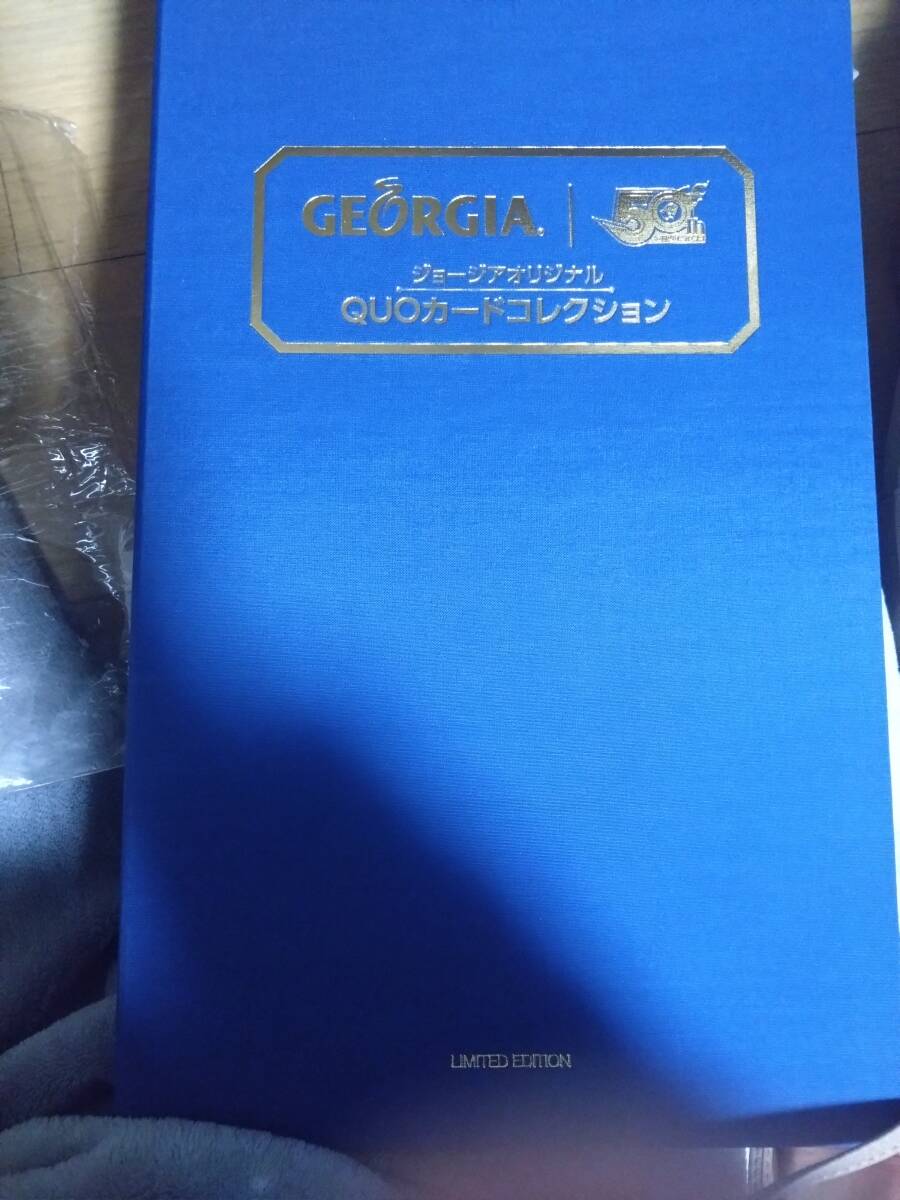 GEORGIA. 50th
ジョージアオリジナル
QUOカードコレクション
LIMITED EDITION